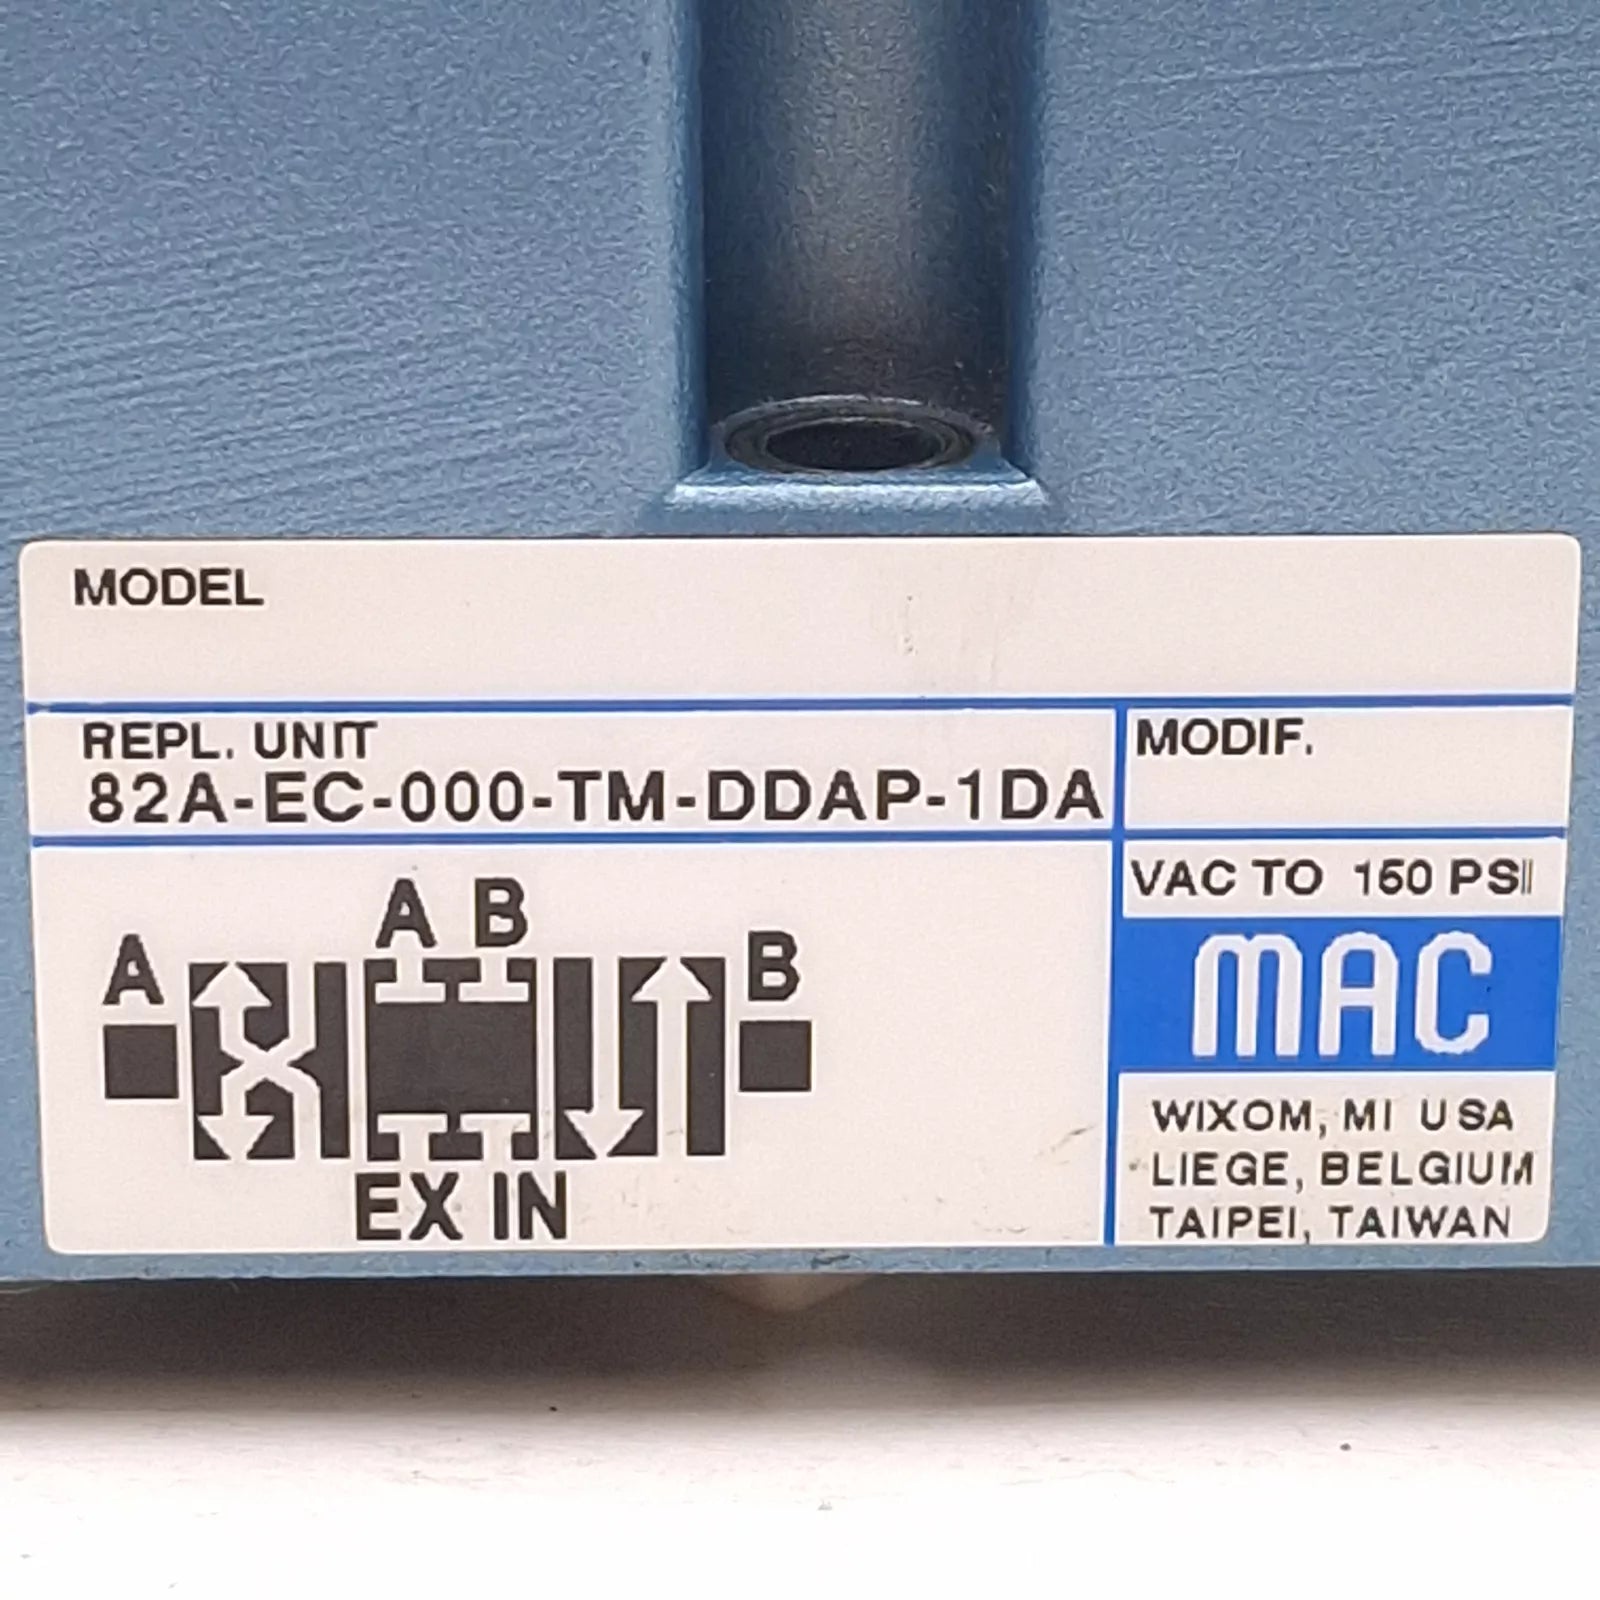 MODEL
REPL. UNIT
82A-EC-000-TM-DDAP-1DA
MODIF.
VAC TO 150 PSI
A B
A
B
EX IN
MAC
WIXOM, MI USA
LIEGE, BELGIUM
TAIPEI, TAIWAN